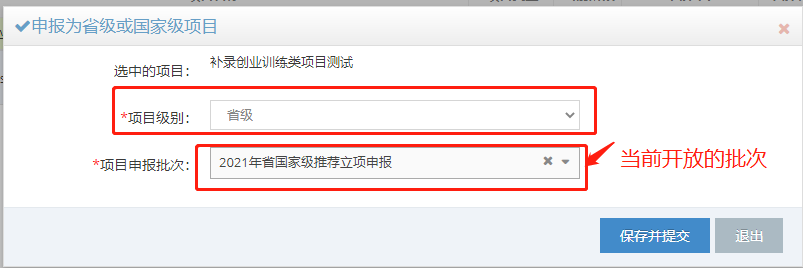 申报为省级或国家级项目
选中的项目： 补录创业训练类项目测试
*项目级别： 省级
*项目申报批次： 2021年省国家级推荐立项申报
当前开放的批次
保存并提交 退出